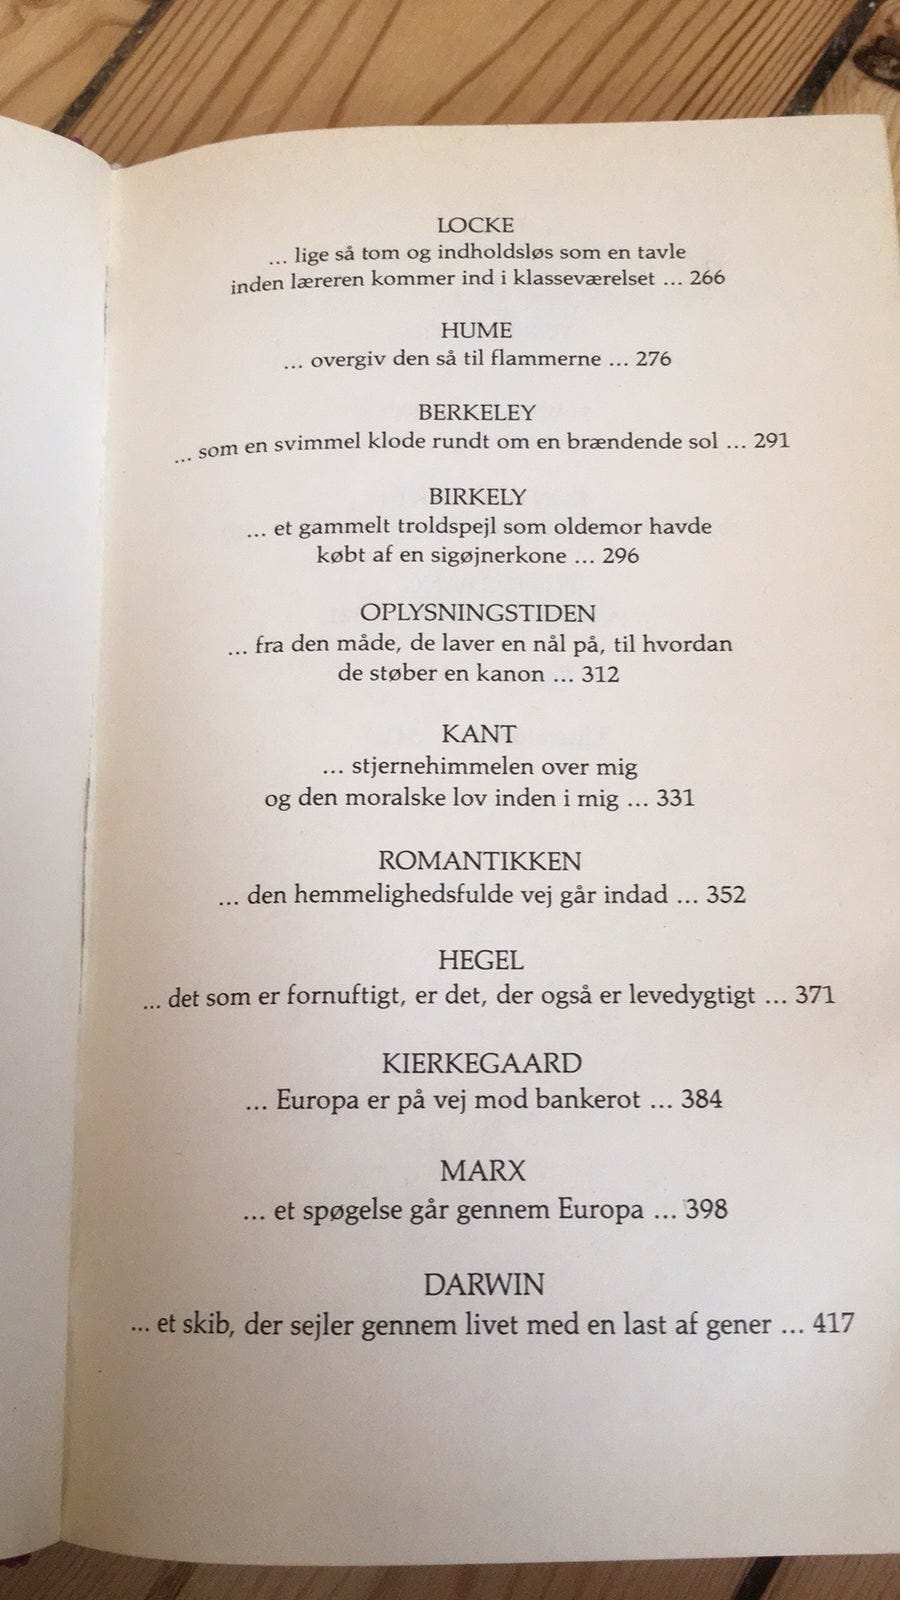 LOCKE
... lige så tom og indholdsløs som en tavle
inden læreren kommer ind i klasseværelset ... 266
HUME
... overgiv den så til flammerne ... 276
BERKELEY
... som en svimmel klode rundt om en brændende sol ... 291
BIRKELY
... et gammelt troldspejl som oldemor havde
købt af en sigøjnerkone ... 296
OPLYSNINGSTIDEN
... fra den måde, de laver en nål på, til hvordan
de støber en kanon ... 312
KANT
... stjernehimmelen over mig
og den moralske lov inden i mig ... 331
ROMANTIKKEN
... den hemmelighedsfulde vej går indad ... 352
HEGEL
... det som er fornuftigt, er det, der også er levedygtigt ... 371
KIERKEGAARD
... Europa er på vej mod bankerot ... 384
MARX
... et spøgelse går gennem Europa ... 398
DARWIN
... et skib, der sejler gennem livet med en last af gener ... 417